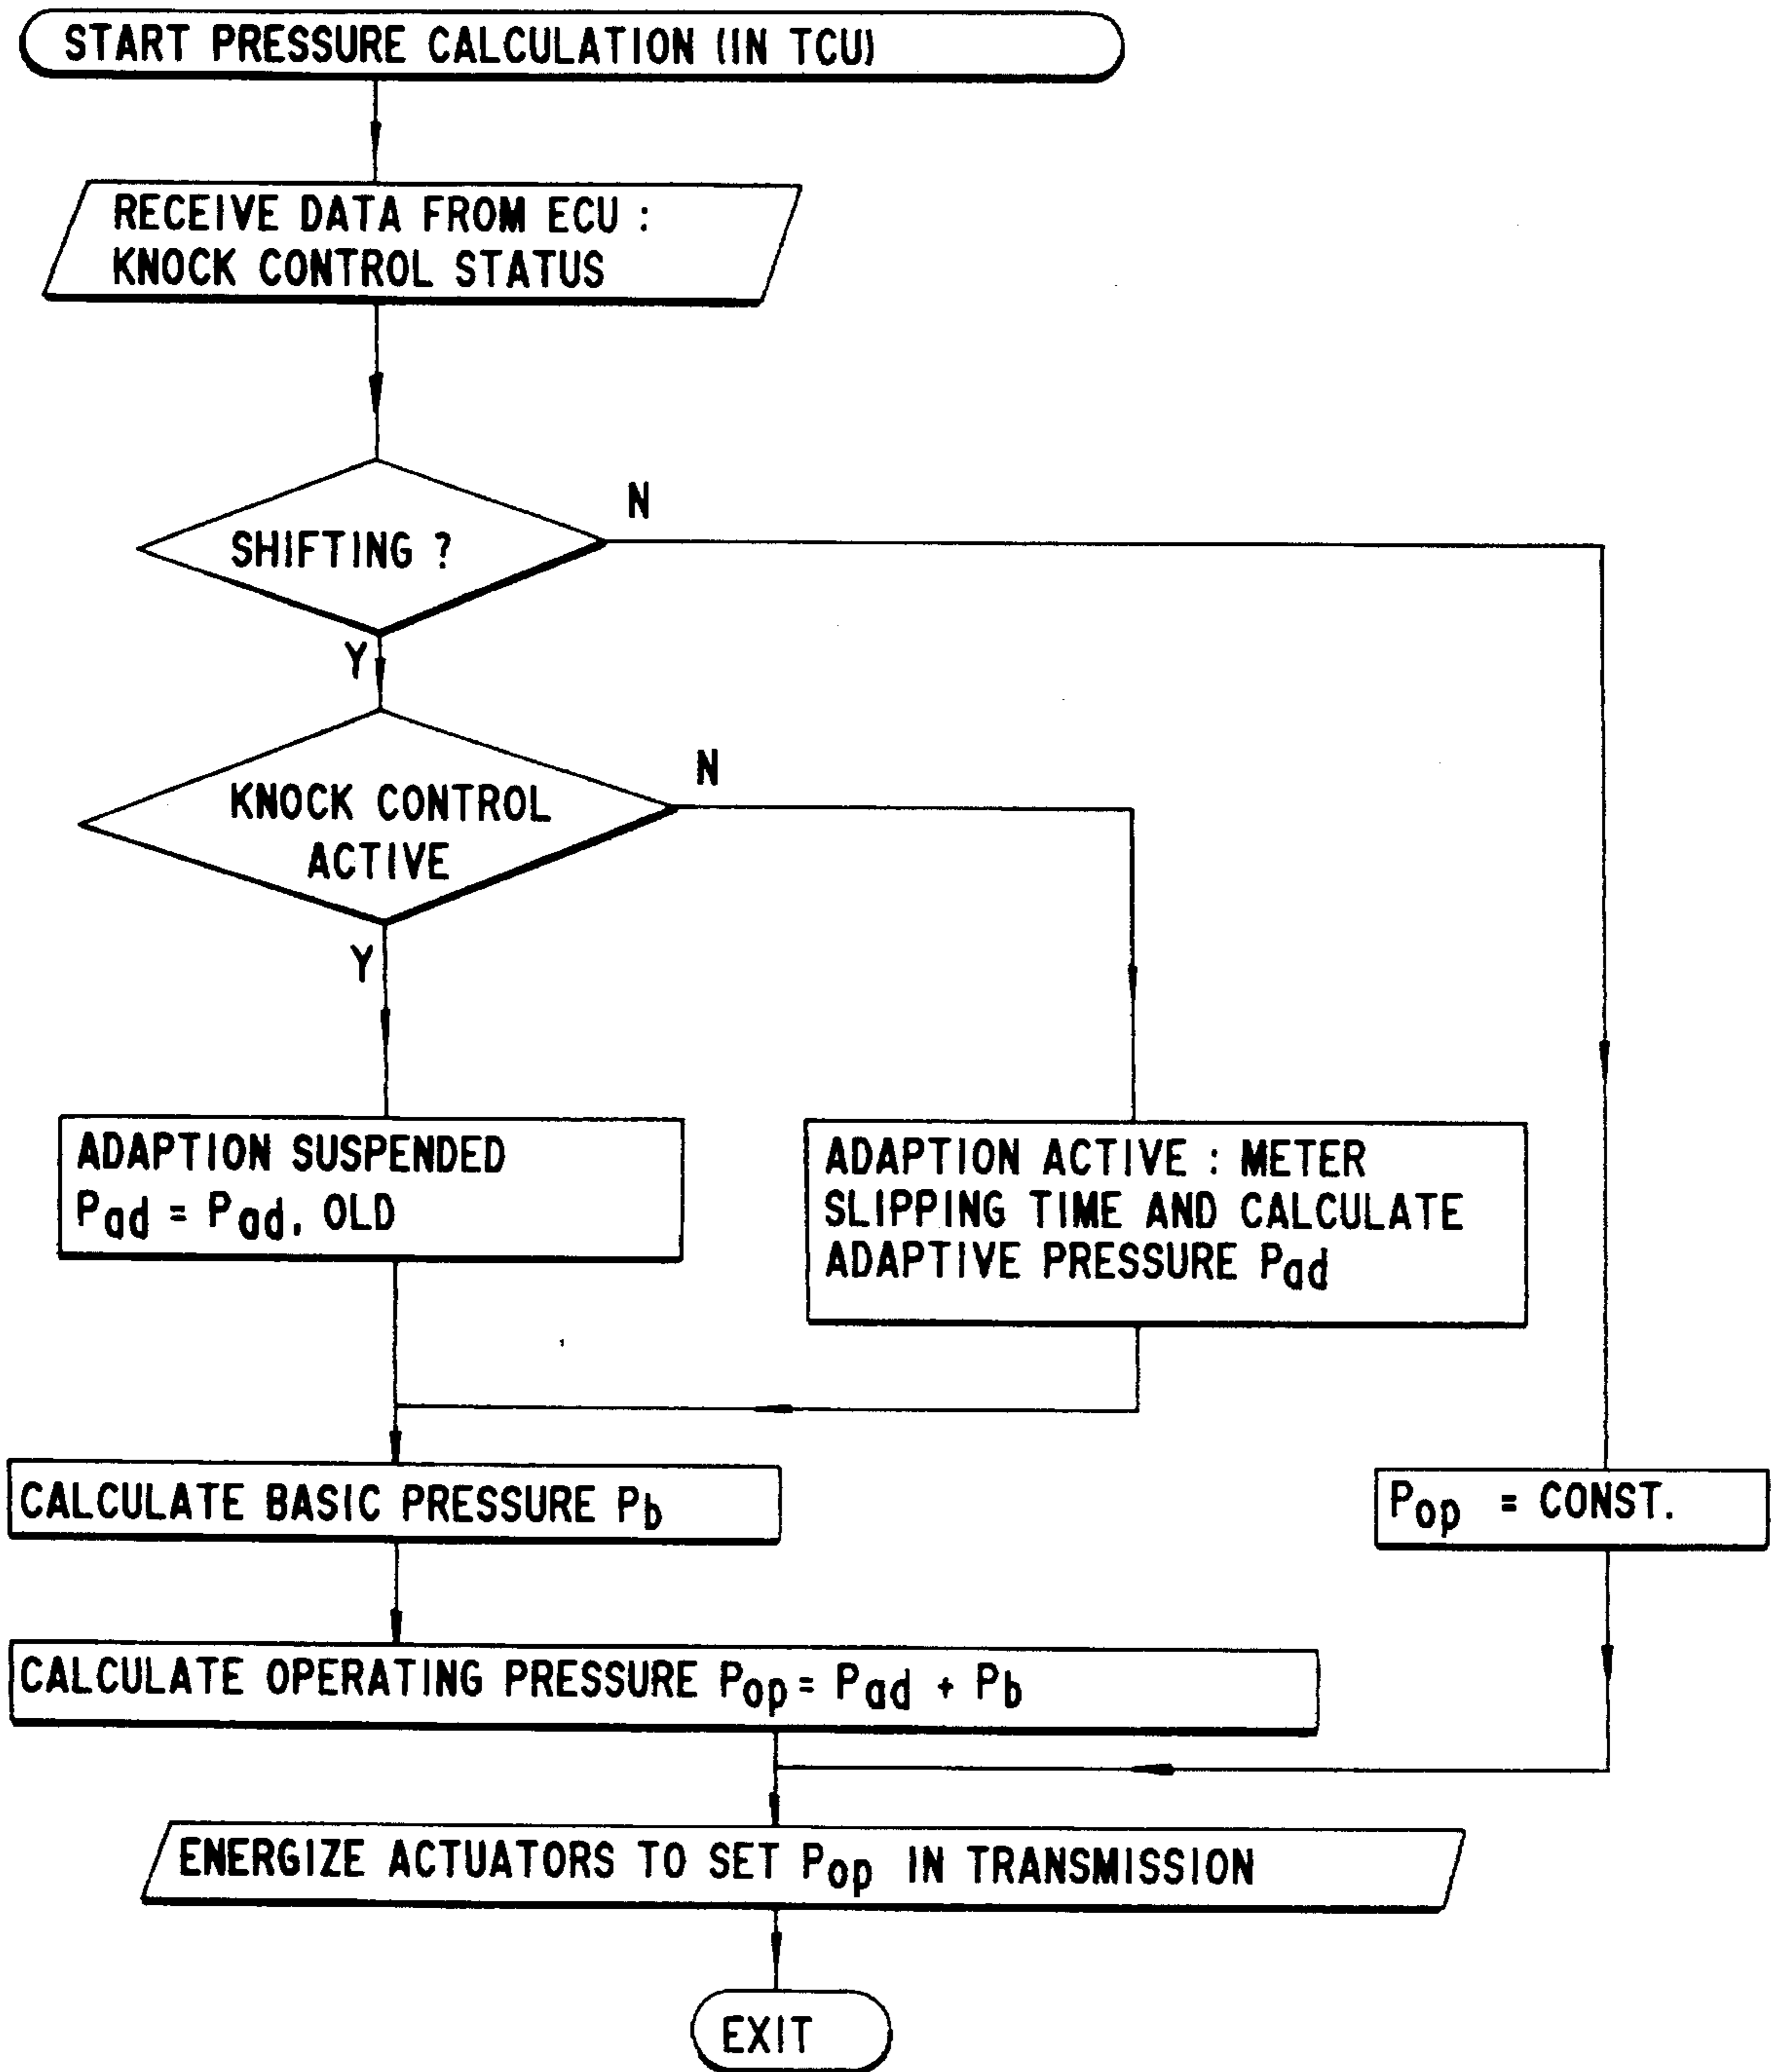 START PRESSURE CALCULATION (IN TCU)
RECEIVE DATA FROM ECU :
KNOCK CONTROL STATUS
SHIFTING ?
N
Y
KNOCK CONTROL
ACTIVE
N
Y
ADAPTION SUSPENDED
Pad = Pad, OLD
ADAPTION ACTIVE : METER
SLIPPING TIME AND CALCULATE
ADAPTIVE PRESSURE Pad
CALCULATE BASIC PRESSURE Pb
Pop = CONST.
CALCULATE OPERATING PRESSURE Pop = Pad + Pb
ENERGIZE ACTUATORS TO SET Pop IN TRANSMISSION
EXIT